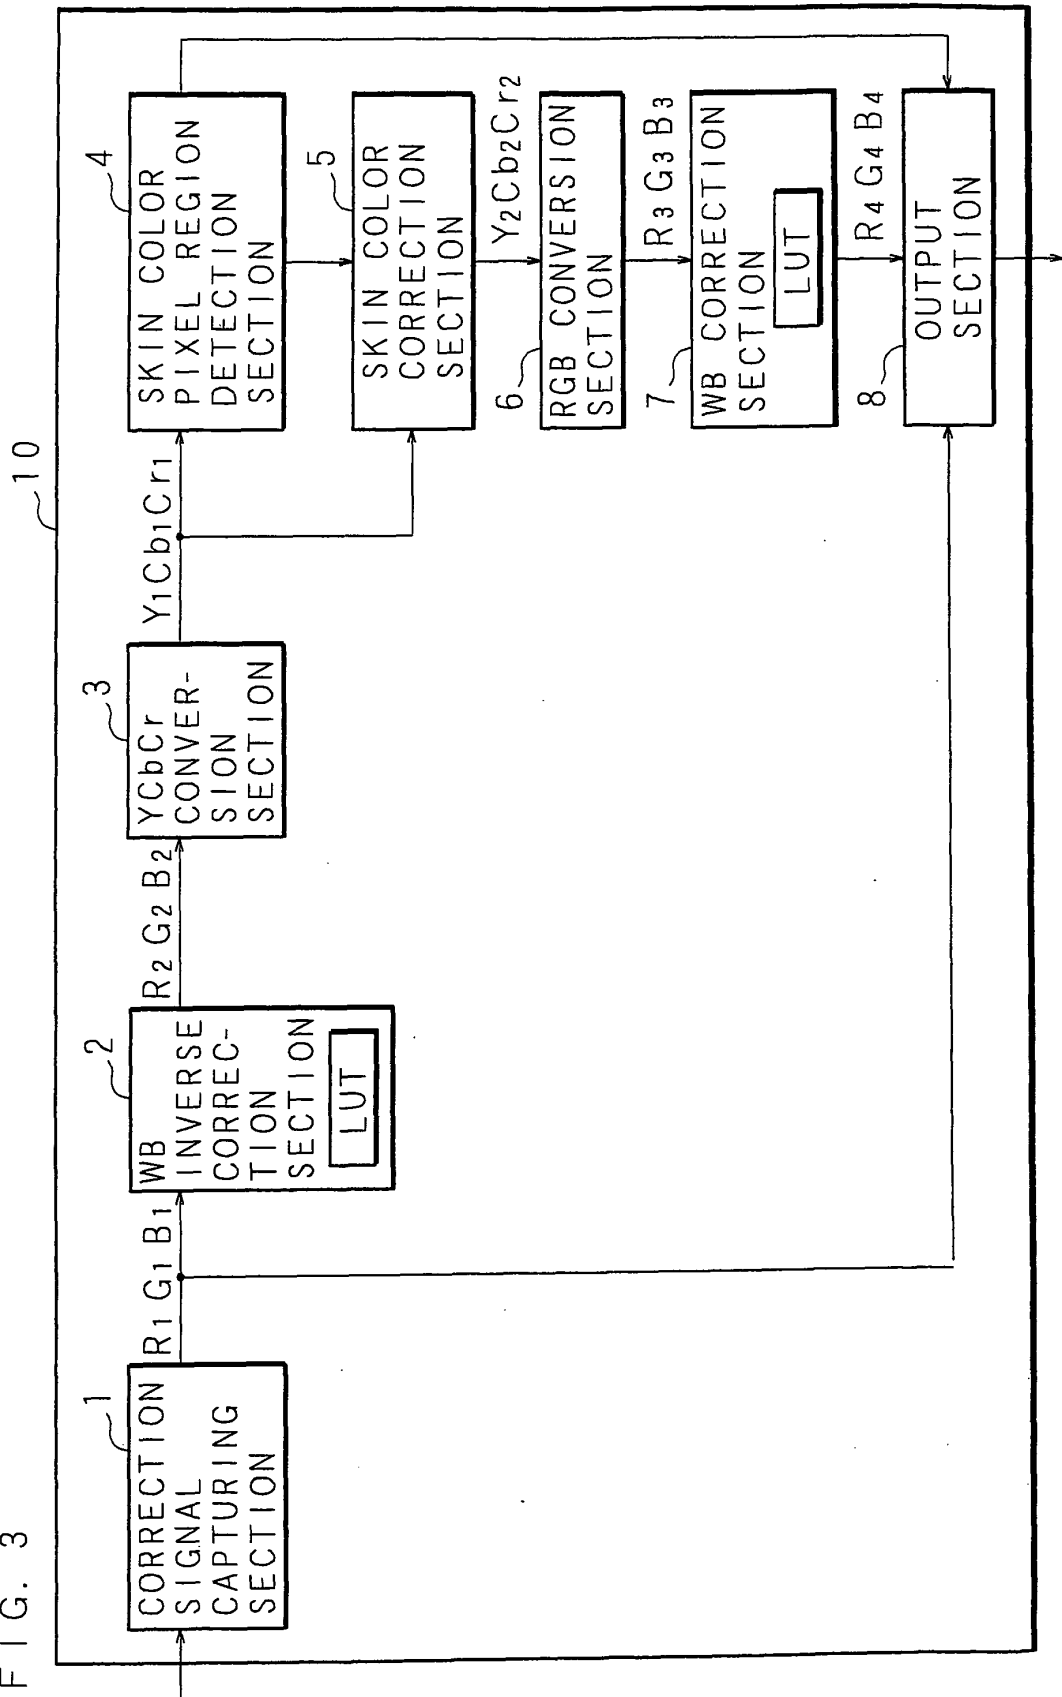 FIG. 3
10
1
CORRECTION
SIGNAL
CAPTURING
SECTION
R1 G1 B1
2
WB
INVERSE
CORREC-
TION
SECTION
LUT
R2 G2 B2
3
YCbCr
CONVER-
SION
SECTION
Y1Cb1Cr1
4
SKIN COLOR
PIXEL REGION
DETECTION
SECTION
5
SKIN COLOR
CORRECTION
SECTION
Y2Cb2Cr2
6
RGB CONVERSION
SECTION
R3 G3 B3
7
WB CORRECTION
SECTION
LUT
R4 G4 B4
8
OUTPUT
SECTION